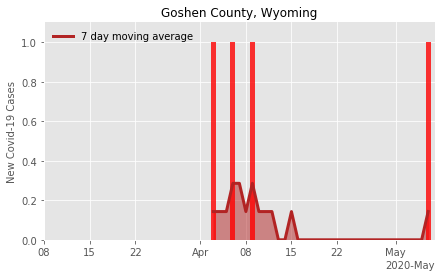 Goshen County, Wyoming
7 day moving average
New Covid-19 Cases
1.0
0.8
0.6
0.4
0.2
0.0
08 15 22 Apr 08 15 22 May
2020-May